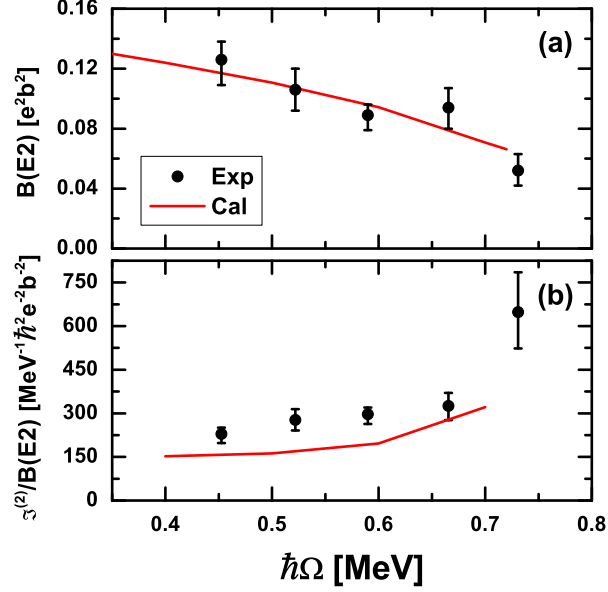 0.16
0.12
0.08
0.04
0.00
B(E2) [e²b²]
(a)
Exp
Cal
750
600
450
300
150
0
ℑ⁽²⁾/B(E2) [MeV⁻¹ℏ²e⁻²b⁻²]
(b)
0.4 0.5 0.6 0.7 0.8
ℏΩ [MeV]